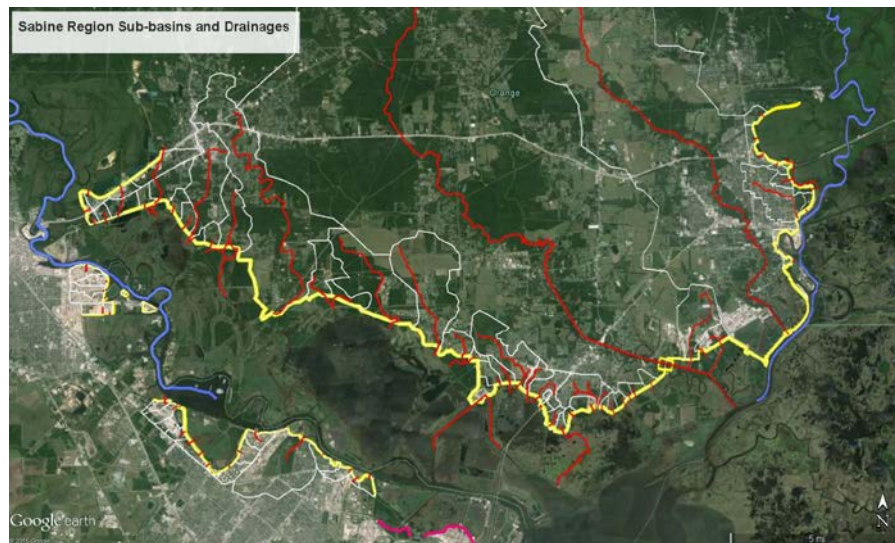 Sabine Region Sub-basins and Drainages
Orange
Google earth
N
5 mi